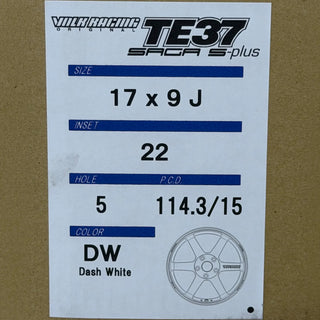 VOLK RACING
ORIGINAL
TE37
SAGA S-plus
SIZE
17 x 9 J
INSET
22
HOLE P.C.D
5 114.3/15
COLOR
DW
Dash White